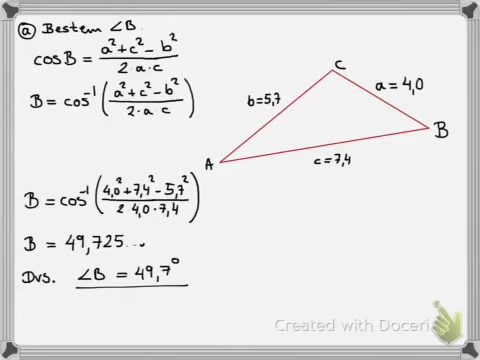 a) Bestem ∠B.
cosB = (a² + c² − b²) / (2·a·c)
B = cos⁻¹((a² + c² − b²) / (2·a c))
C
a = 4,0
b = 5,7
B
A
c = 7,4
B = cos⁻¹((4,0² + 7,4² − 5,7²) / (2 4,0·7,4))
B = 49,725...
Dvs. ∠B = 49,7°
Created with Doceri